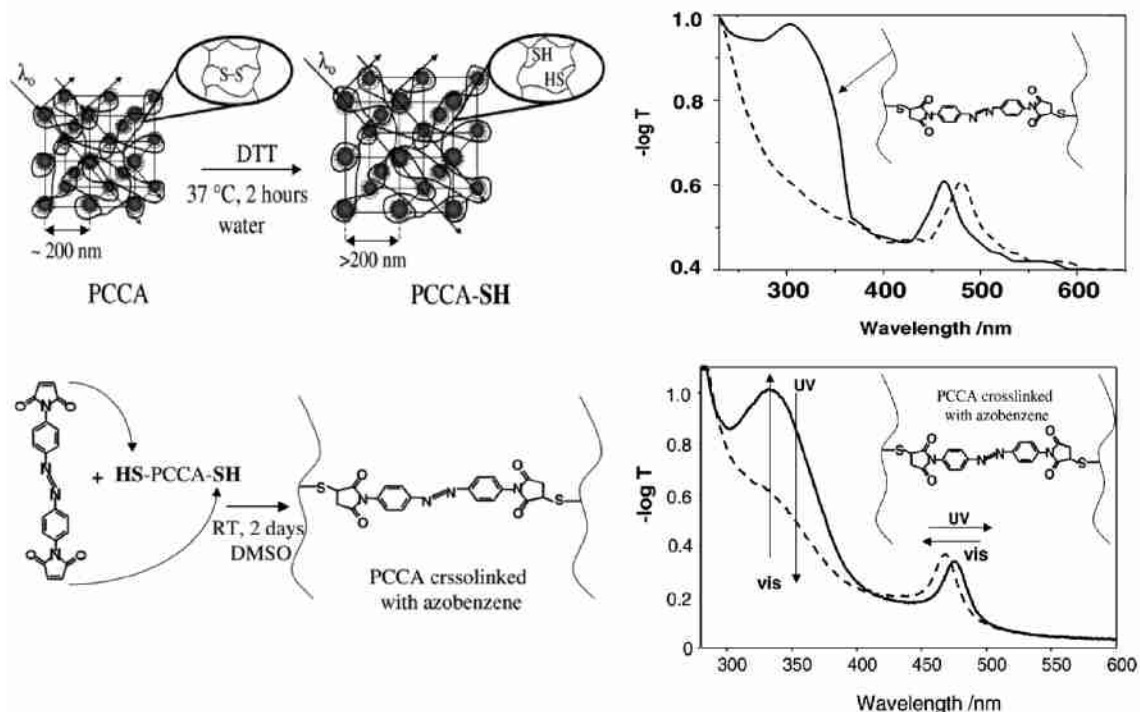 λo
S-S
~ 200 nm
PCCA
DTT
37 °C, 2 hours
water
λo
SH
HS
>200 nm
PCCA-SH
1.0
0.8
0.6
0.4
-log T
300 400 500 600
Wavelength /nm
O O
N
S
O O
N
N
N
O
O
S
O O
N
N
N
N
O O
+ HS-PCCA-SH
RT, 2 days
DMSO
S
O
N
O
N
N
O
N
O
S
PCCA crssolinked
with azobenzene
1.0
0.8
0.6
0.4
0.2
0
-log T
UV
vis
PCCA crosslinked
with azobenzene
S
O
N
O
N
N
O
N
O
S
UV
vis
300 350 400 450 500 550 600
Wavelength /nm